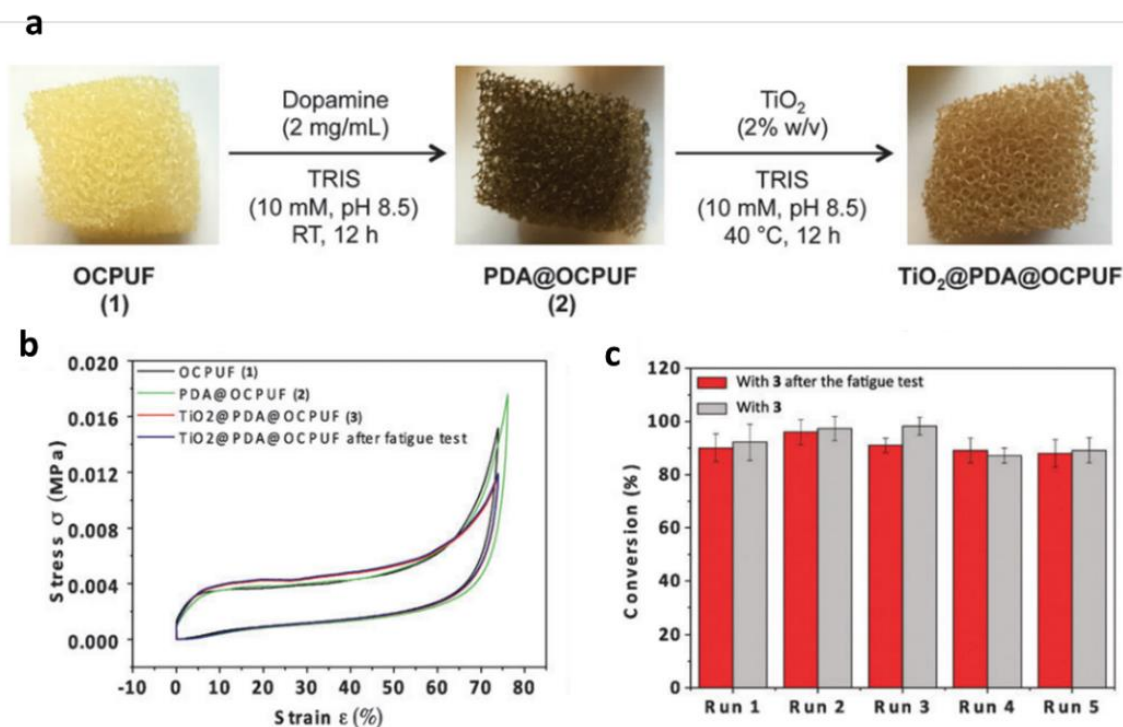 a
Dopamine
(2 mg/mL)
TRIS
(10 mM, pH 8.5)
RT, 12 h
TiO₂
(2% w/v)
TRIS
(10 mM, pH 8.5)
40 °C, 12 h
OCPUF
(1)
PDA@OCPUF
(2)
TiO₂@PDA@OCPUF
b
0.020
0.016
0.012
0.008
0.004
0.000
Stress σ (MPa)
OCPUF (1)
PDA@OCPUF (2)
TiO2@PDA@OCPUF (3)
TiO2@PDA@OCPUF after fatigue test
-10 0 10 20 30 40 50 60 70 80
Strain ε (%)
c
120
100
80
60
40
20
0
Conversion (%)
With 3 after the fatigue test
With 3
Run 1 Run 2 Run 3 Run 4 Run 5